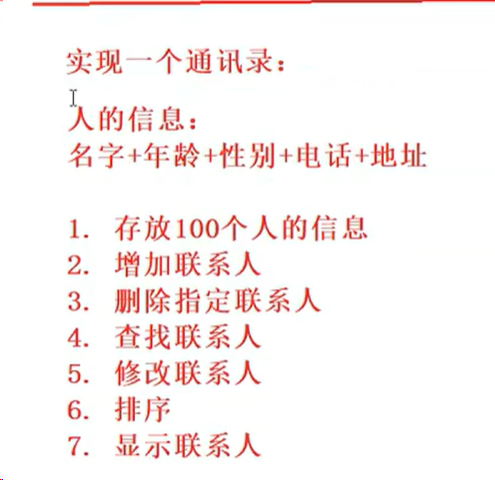 实现一个通讯录：
人的信息：
名字+年龄+性别+电话+地址
1. 存放100个人的信息
2. 增加联系人
3. 删除指定联系人
4. 查找联系人
5. 修改联系人
6. 排序
7. 显示联系人